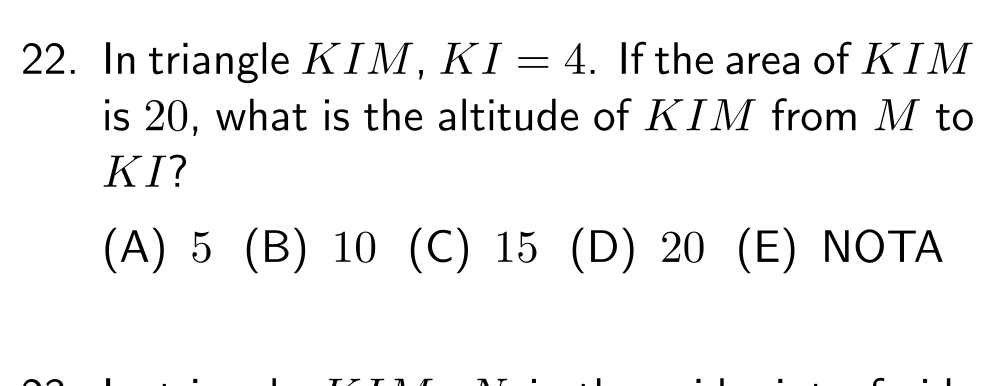 22. In triangle KIM, KI = 4. If the area of KIM
is 20, what is the altitude of KIM from M to
KI?
(A) 5 (B) 10 (C) 15 (D) 20 (E) NOTA